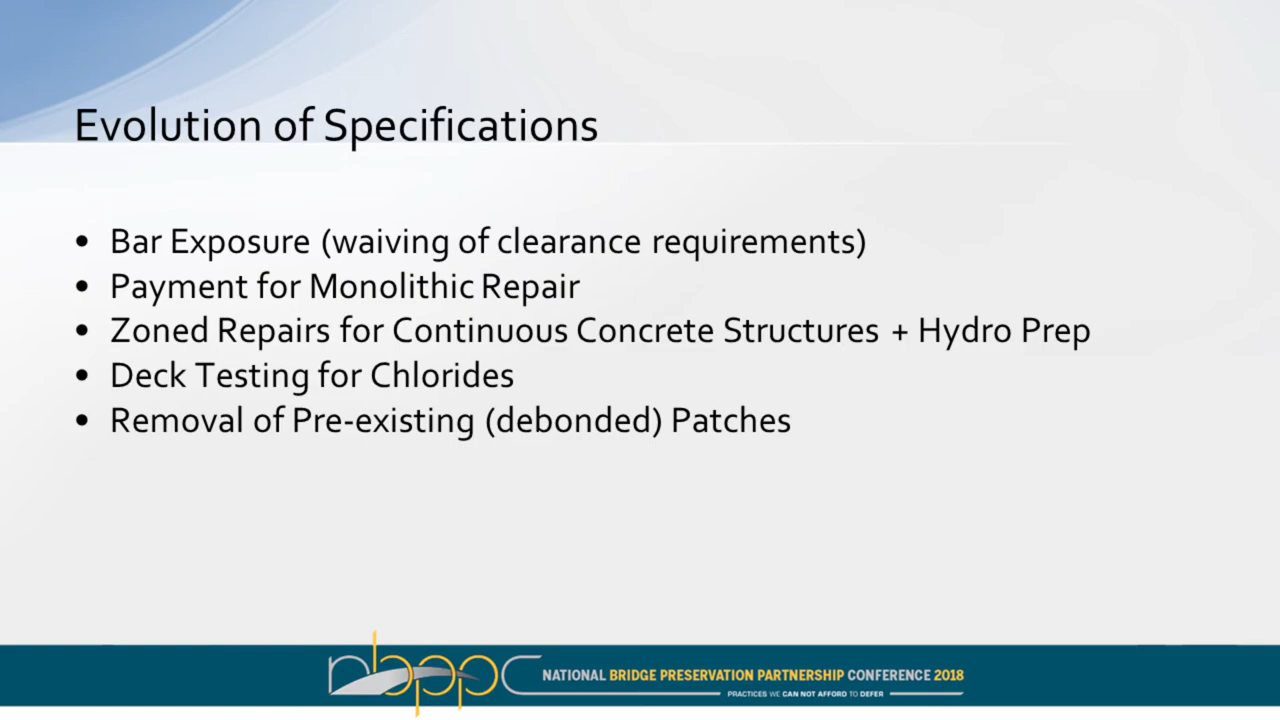 Evolution of Specifications
• Bar Exposure (waiving of clearance requirements)
• Payment for Monolithic Repair
• Zoned Repairs for Continuous Concrete Structures + Hydro Prep
• Deck Testing for Chlorides
• Removal of Pre-existing (debonded) Patches
nbppc
NATIONAL BRIDGE PRESERVATION PARTNERSHIP CONFERENCE 2018
PRACTICES WE CAN NOT AFFORD TO DEFER